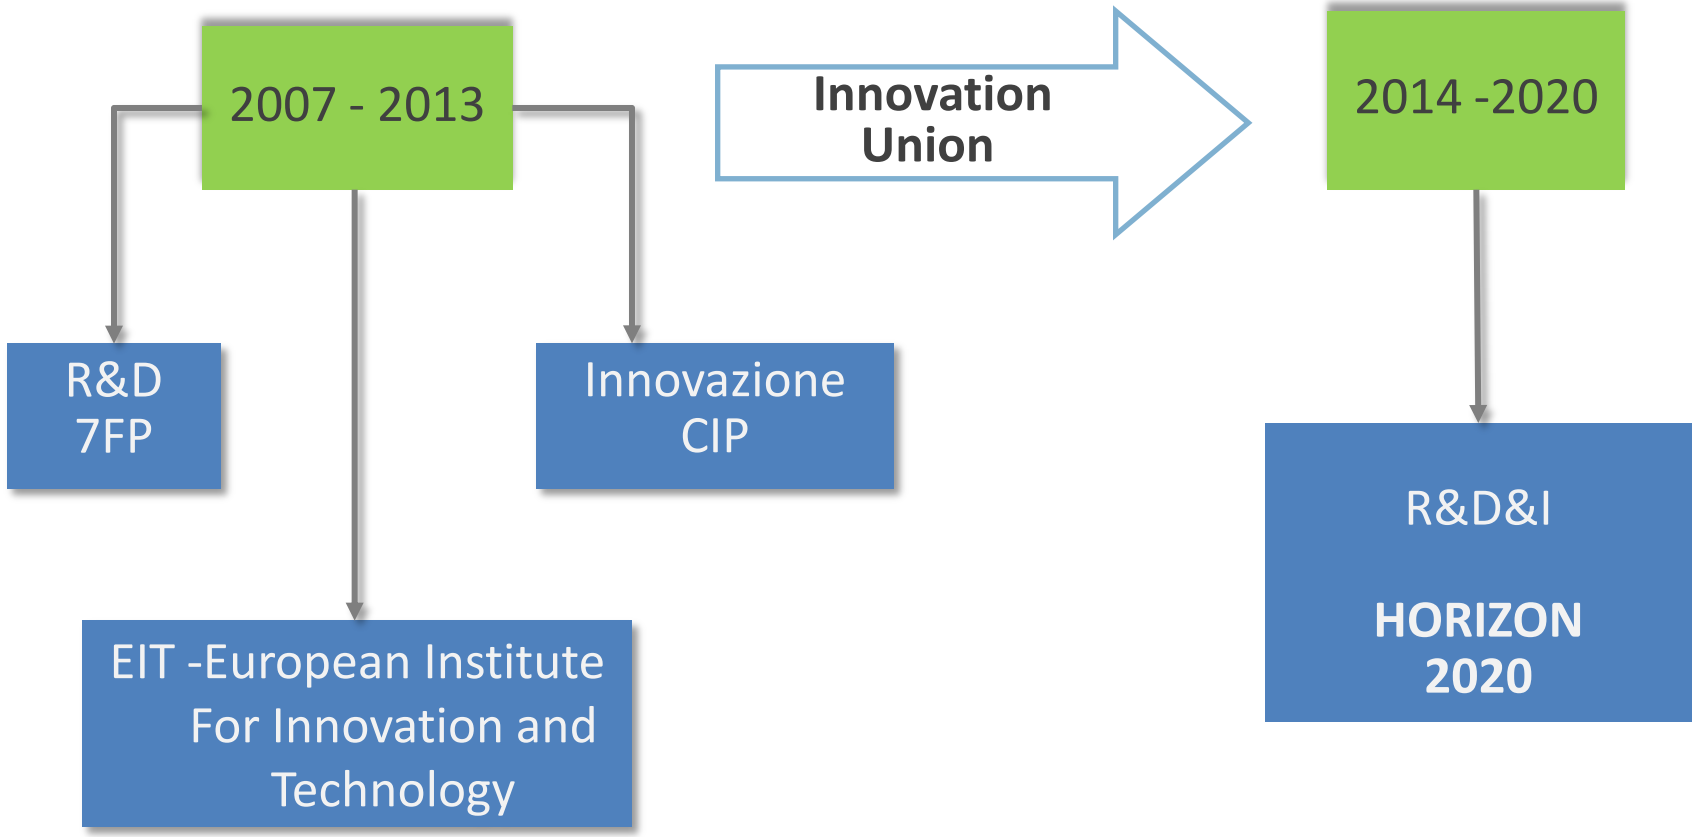 2007 - 2013
Innovation
Union
2014 -2020
R&D
7FP
Innovazione
CIP
EIT -European Institute
For Innovation and
Technology
R&D&I
HORIZON
2020